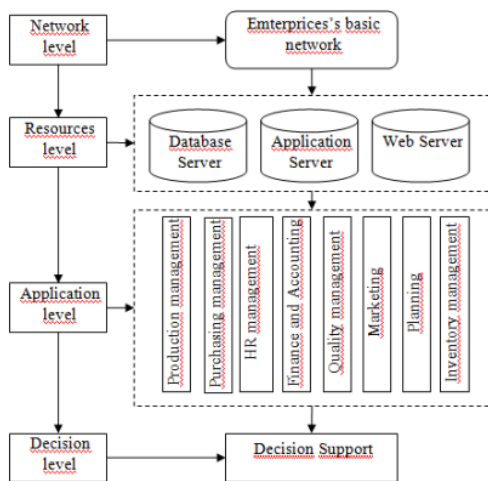 Network
level
Emterprices's basic
network
Resources
level
Database
Server
Application
Server
Web Server
Application
level
Production management
Purchasing management
HR management
Finance and Accounting
Quality management
Marketing
Planning
Inventory management
Decision
level
Decision Support